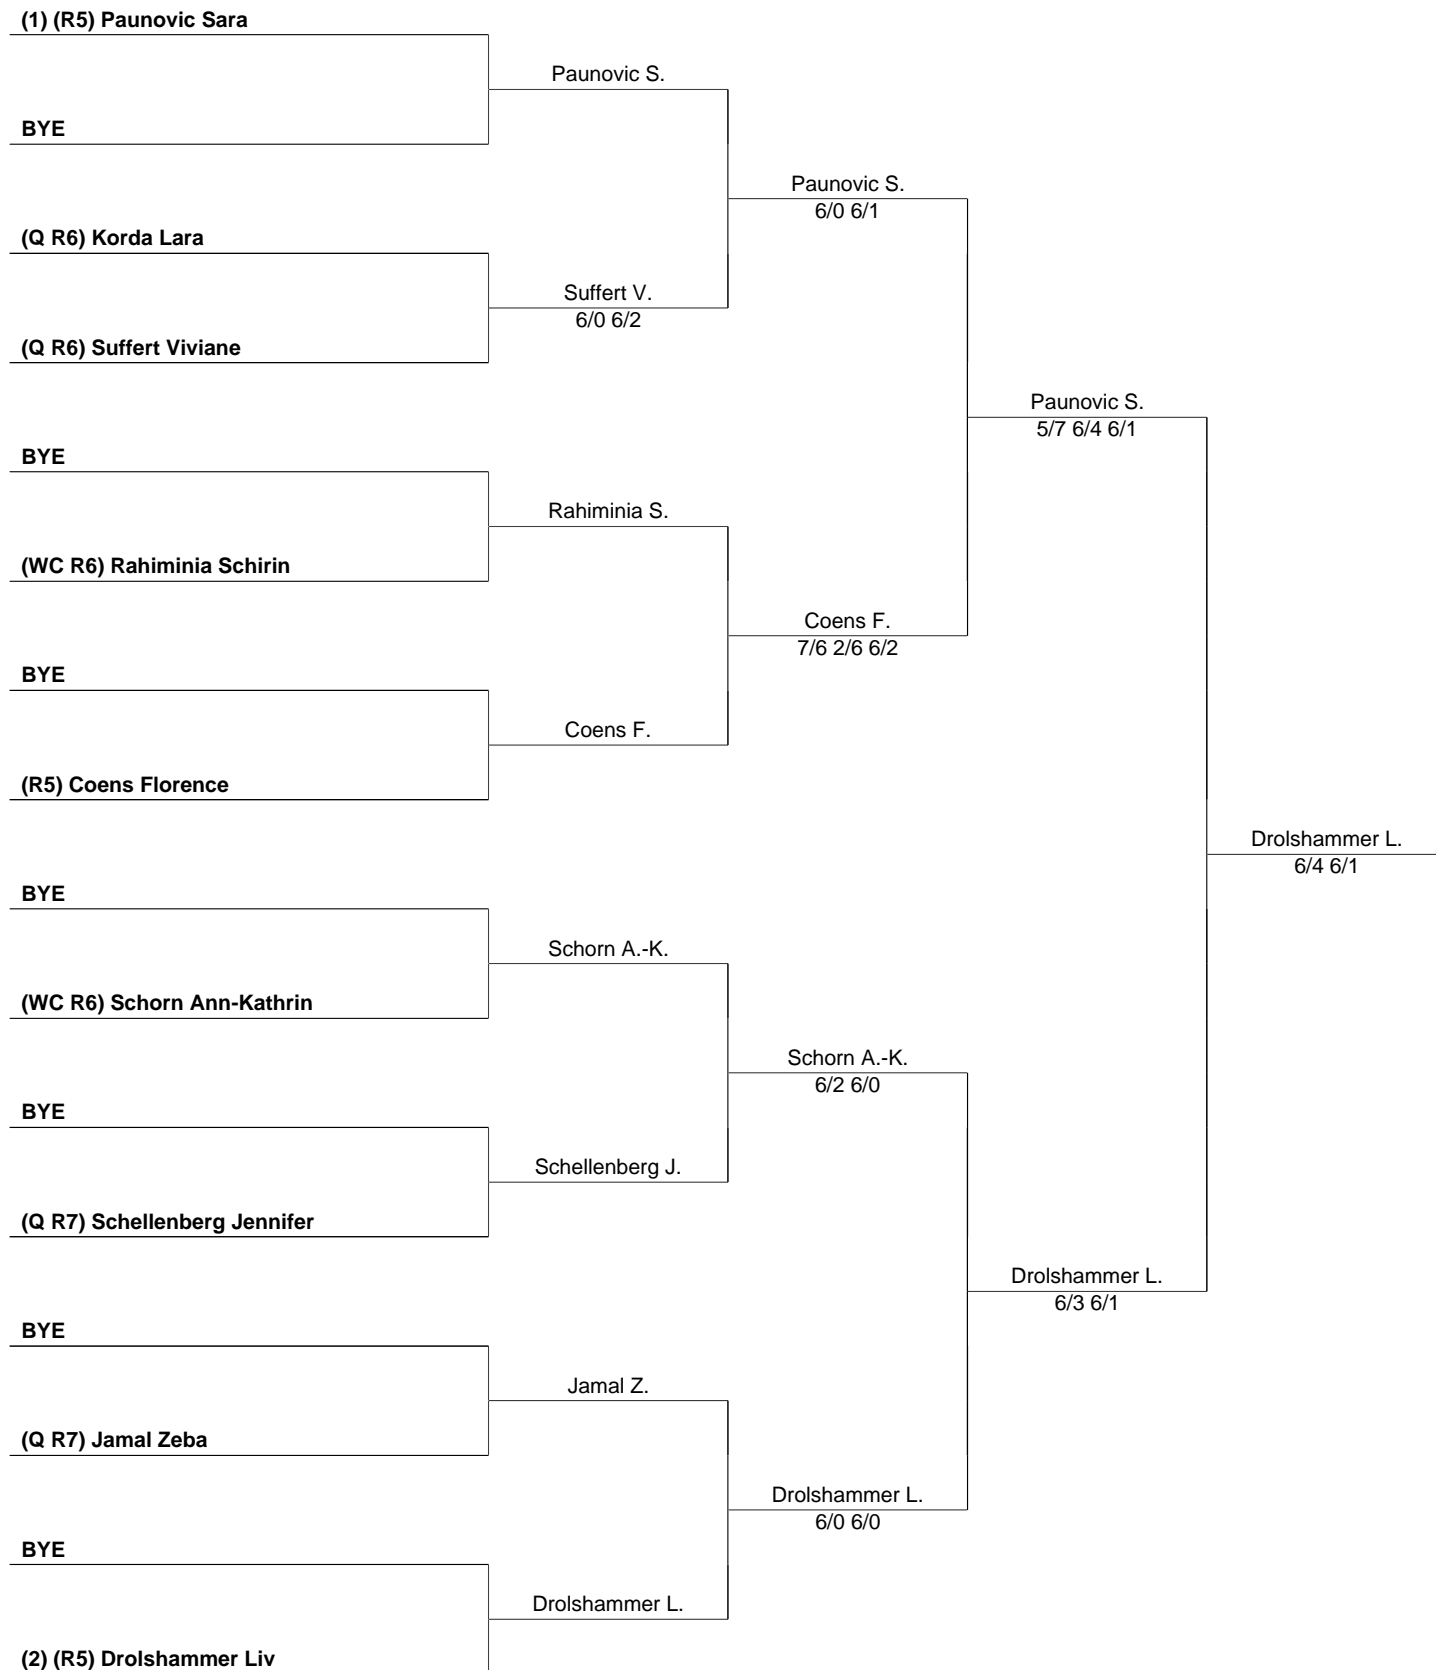 (1) (R5) Paunovic Sara
Paunovic S.
BYE
Paunovic S.
6/0 6/1
(Q R6) Korda Lara
Suffert V.
6/0 6/2
(Q R6) Suffert Viviane
Paunovic S.
5/7 6/4 6/1
BYE
Rahiminia S.
(WC R6) Rahiminia Schirin
Coens F.
7/6 2/6 6/2
BYE
Coens F.
(R5) Coens Florence
Drolshammer L.
6/4 6/1
BYE
Schorn A.-K.
(WC R6) Schorn Ann-Kathrin
Schorn A.-K.
6/2 6/0
BYE
Schellenberg J.
(Q R7) Schellenberg Jennifer
Drolshammer L.
6/3 6/1
BYE
Jamal Z.
(Q R7) Jamal Zeba
Drolshammer L.
6/0 6/0
BYE
Drolshammer L.
(2) (R5) Drolshammer Liv